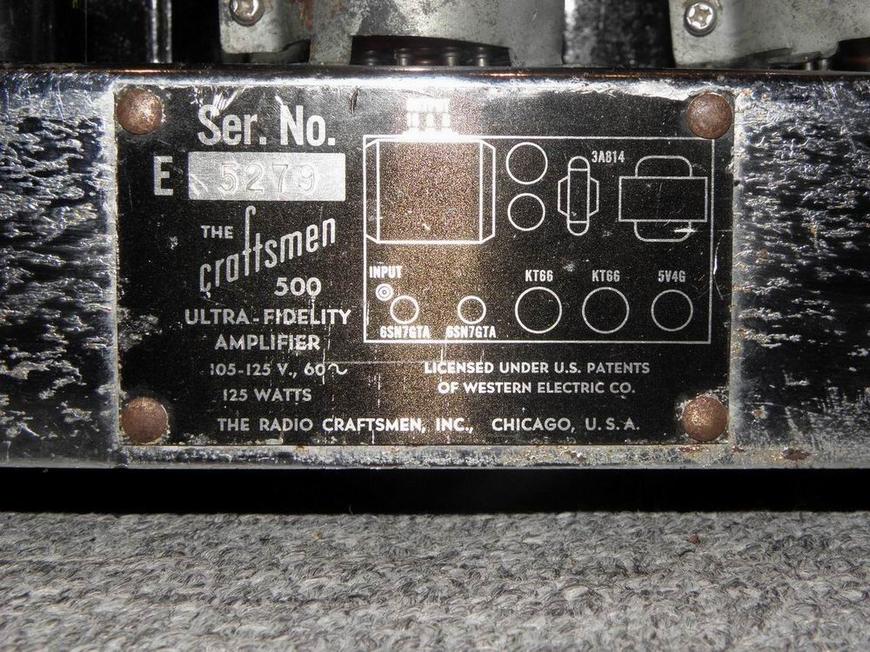 Ser. No.
E 5279
THE
craftsmen
500
ULTRA-FIDELITY
AMPLIFIER
105-125 V., 60~
125 WATTS
OUTPUT
3A814
INPUT
6SN7GTA
6SN7GTA
KT66
KT66
5V4G
LICENSED UNDER U.S. PATENTS
OF WESTERN ELECTRIC CO.
THE RADIO CRAFTSMEN, INC., CHICAGO, U.S.A.